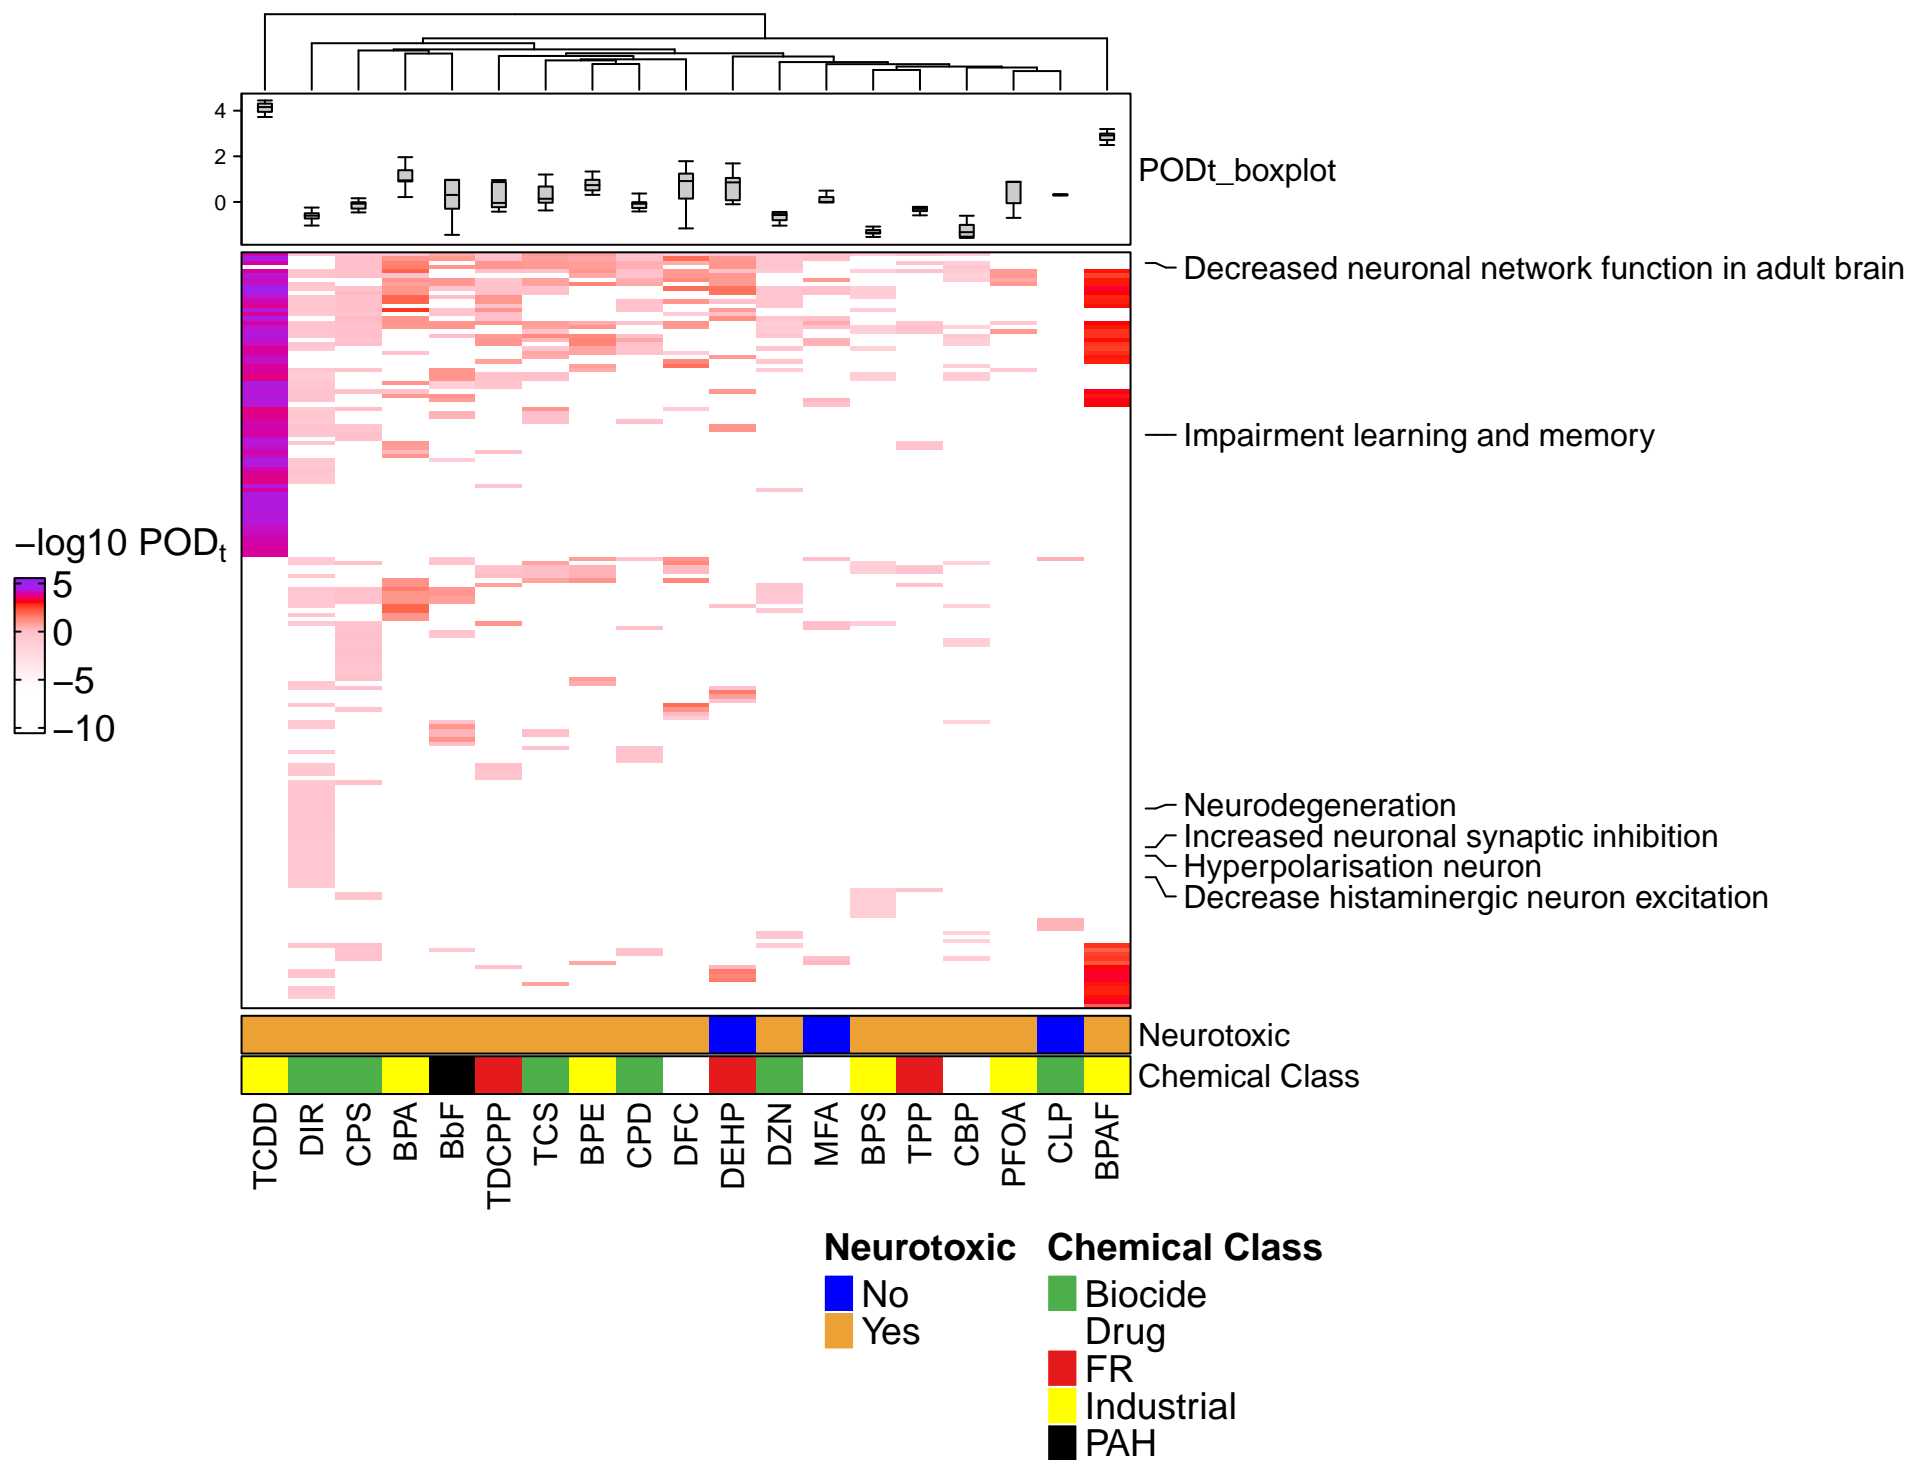 4
2
0
PODt_boxplot
Decreased neuronal network function in adult brain
Impairment learning and memory
−log10 PODt
5
0
−5
−10
Neurodegeneration
Increased neuronal synaptic inhibition
Hyperpolarisation neuron
Decrease histaminergic neuron excitation
Neurotoxic
Chemical Class
TCDD DIR CPS BPA BbF TDCPP TCS BPE CPD DFC DEHP DZN MFA BPS TPP CBP PFOA CLP BPAF
Neurotoxic
No
Yes
Chemical Class
Biocide
Drug
FR
Industrial
PAH